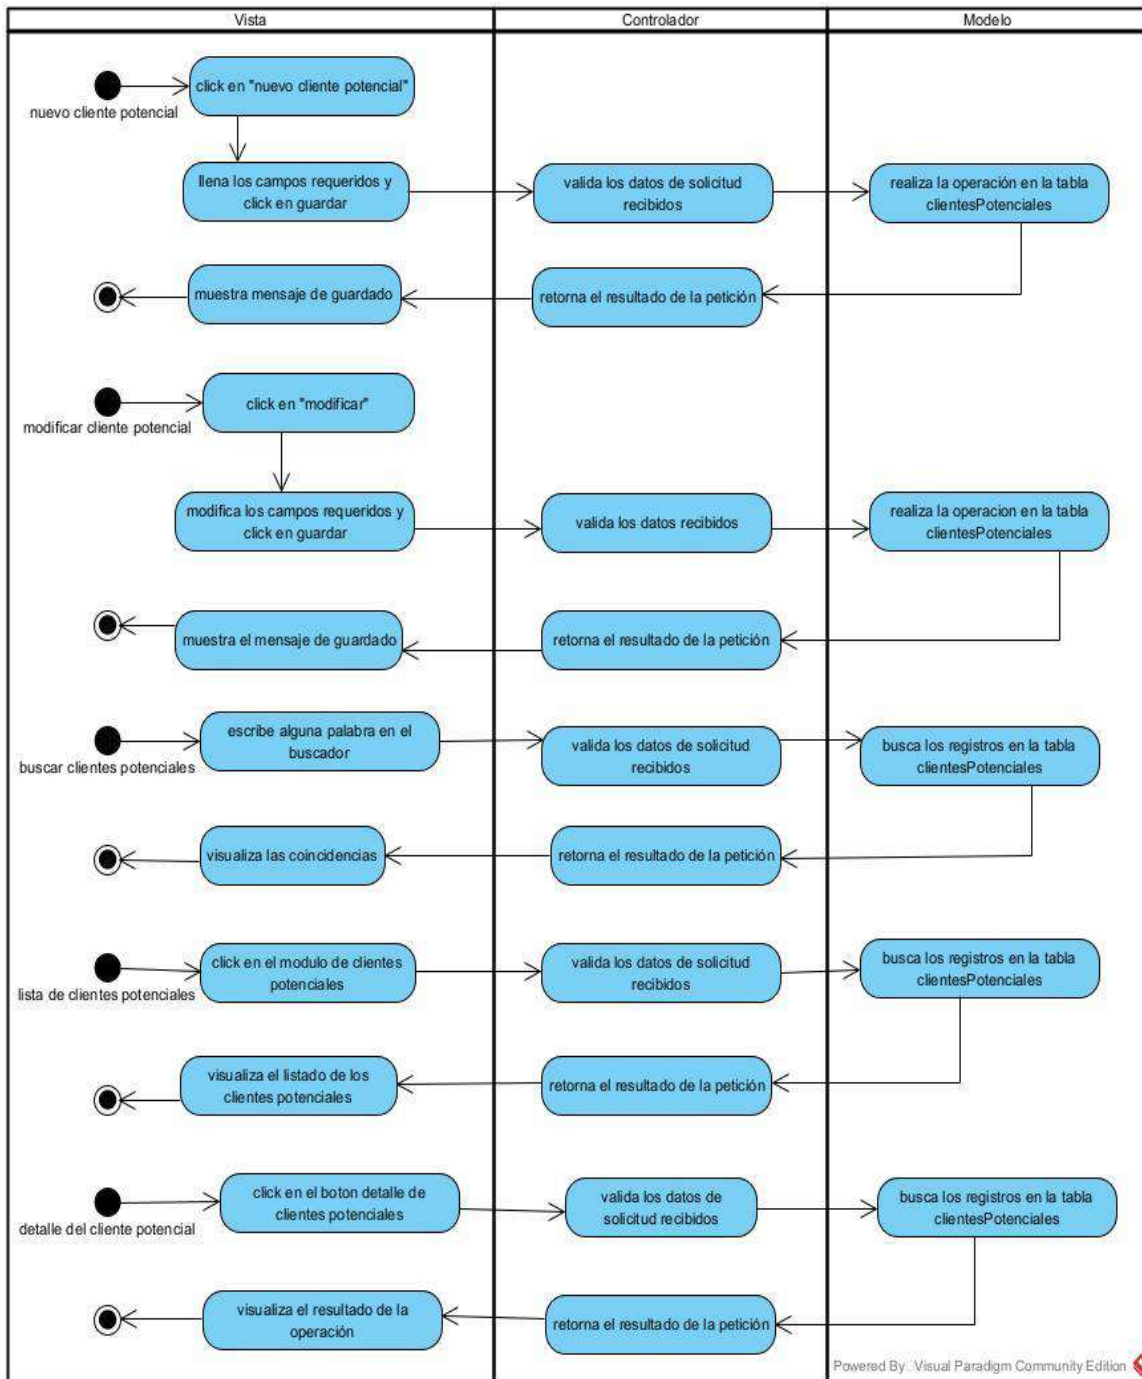 Vista
Controlador
Modelo
click en "nuevo cliente potencial"
nuevo cliente potencial
llena los campos requeridos y
click en guardar
valida los datos de solicitud
recibidos
realiza la operación en la tabla
clientesPotenciales
muestra mensaje de guardado
retorna el resultado de la petición
click en "modificar"
modificar cliente potencial
modifica los campos requeridos y
click en guardar
valida los datos recibidos
realiza la operacion en la tabla
clientesPotenciales
muestra el mensaje de guardado
retorna el resultado de la petición
escribe alguna palabra en el
buscador
buscar clientes potenciales
valida los datos de solicitud
recibidos
busca los registros en la tabla
clientesPotenciales
visualiza las coincidencias
retorna el resultado de la petición
click en el modulo de clientes
potenciales
lista de clientes potenciales
valida los datos de solicitud
recibidos
busca los registros en la tabla
clientesPotenciales
visualiza el listado de los
clientes potenciales
retorna el resultado de la petición
click en el boton detalle de
clientes potenciales
detalle del cliente potencial
valida los datos de
solicitud recibidos
busca los registros en la tabla
clientesPotenciales
visualiza el resultado de la
operación
retorna el resultado de la petición
Powered By: Visual Paradigm Community Edition